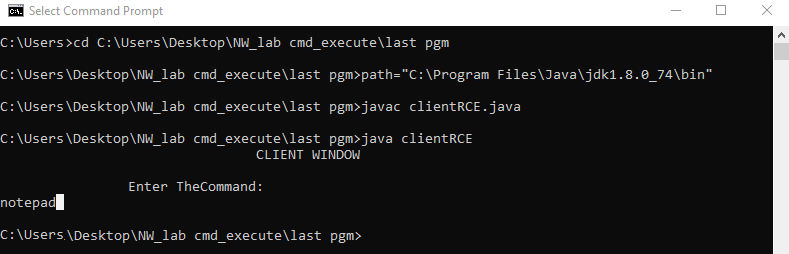 Select Command Prompt
C:\Users>cd C:\Users\Desktop\NW_lab cmd_execute\last pgm
C:\Users\Desktop\NW_lab cmd_execute\last pgm>path="C:\Program Files\Java\jdk1.8.0_74\bin"
C:\Users\Desktop\NW_lab cmd_execute\last pgm>javac clientRCE.java
C:\Users\Desktop\NW_lab cmd_execute\last pgm>java clientRCE
CLIENT WINDOW
Enter TheCommand:
notepad
C:\Users.\Desktop\NW_lab cmd_execute\last pgm>